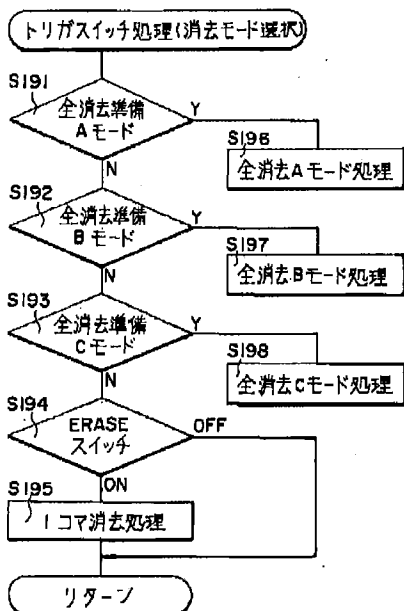 トリガスイッチ処理(消去モード選択)
S191
全消去準備
Aモード
Y
N
S196
全消去Aモード処理
S192
全消去準備
Bモード
Y
N
S197
全消去Bモード処理
S193
全消去準備
Cモード
Y
N
S198
全消去Cモード処理
S194
ERASE
スイッチ
OFF
ON
S195
1コマ消去処理
リターン